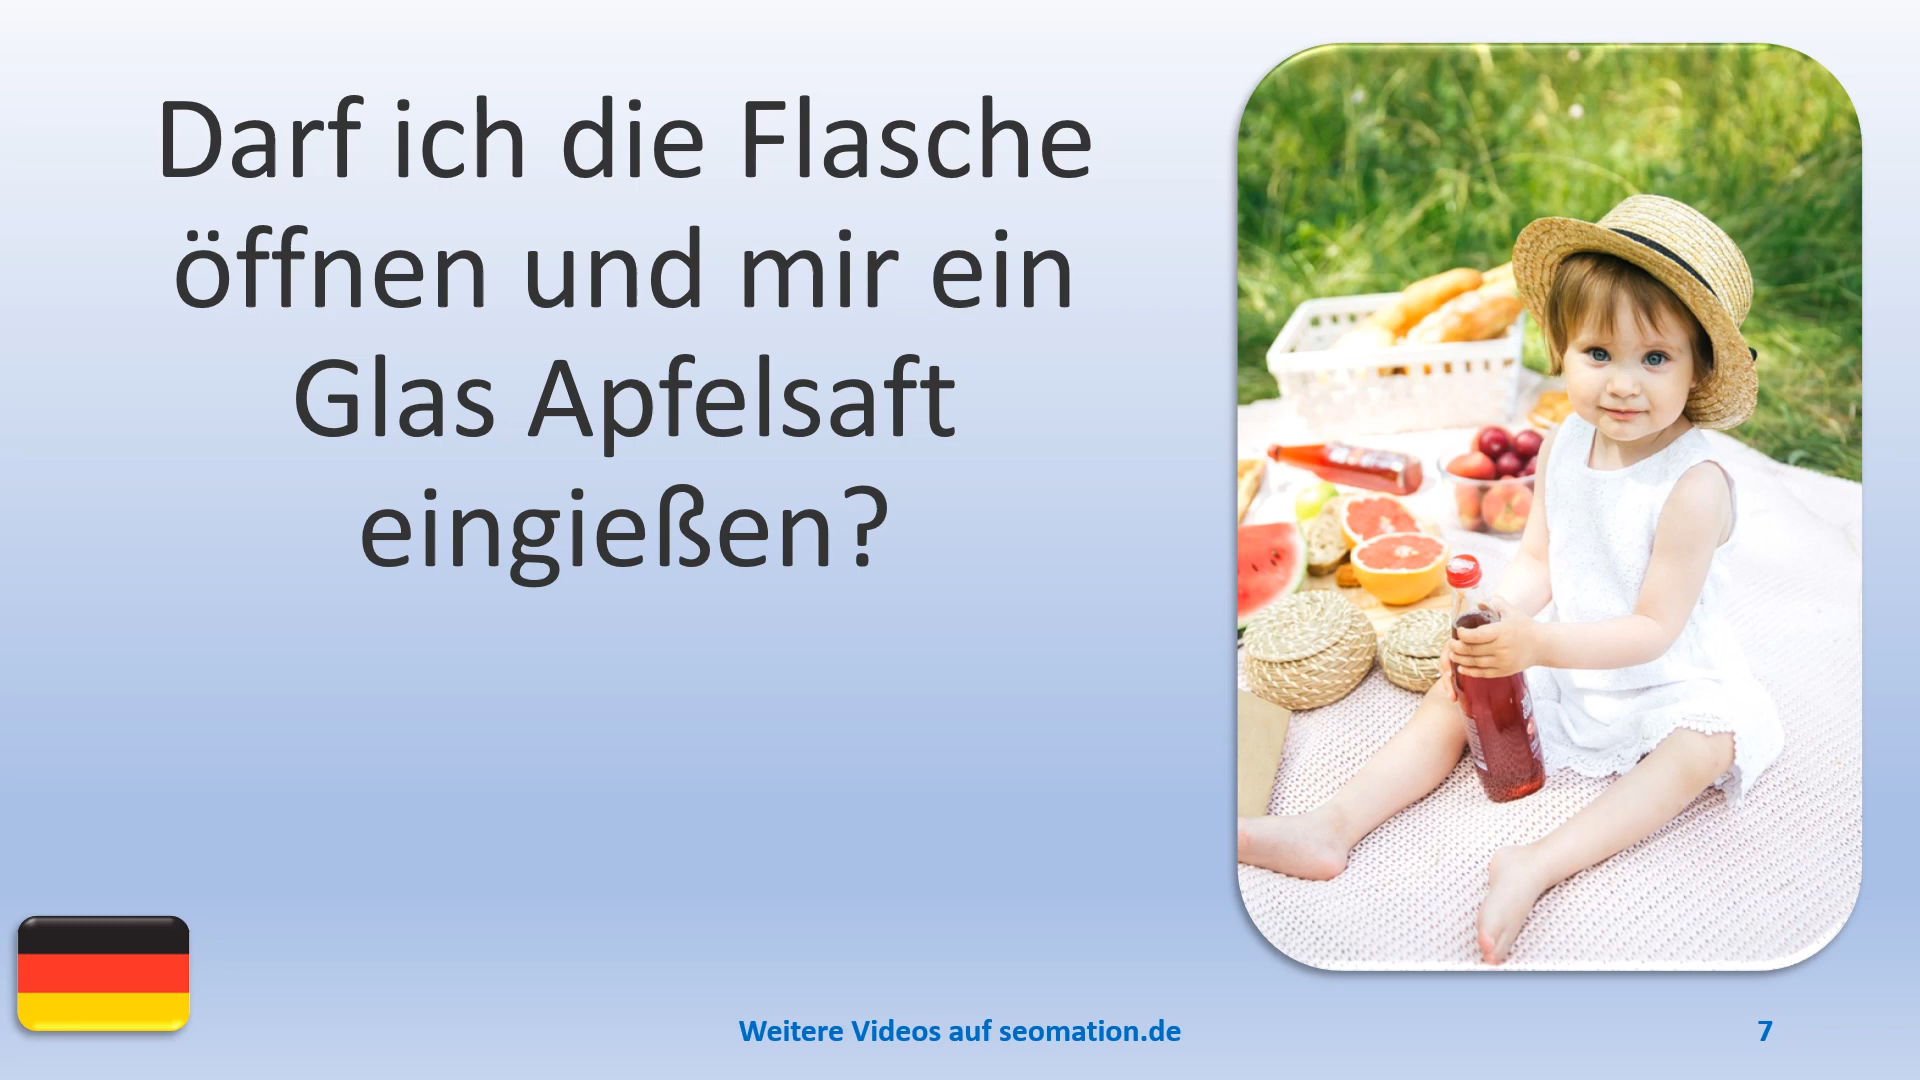 Darf ich die Flasche
öffnen und mir ein
Glas Apfelsaft
eingießen?
Weitere Videos auf seomation.de
7